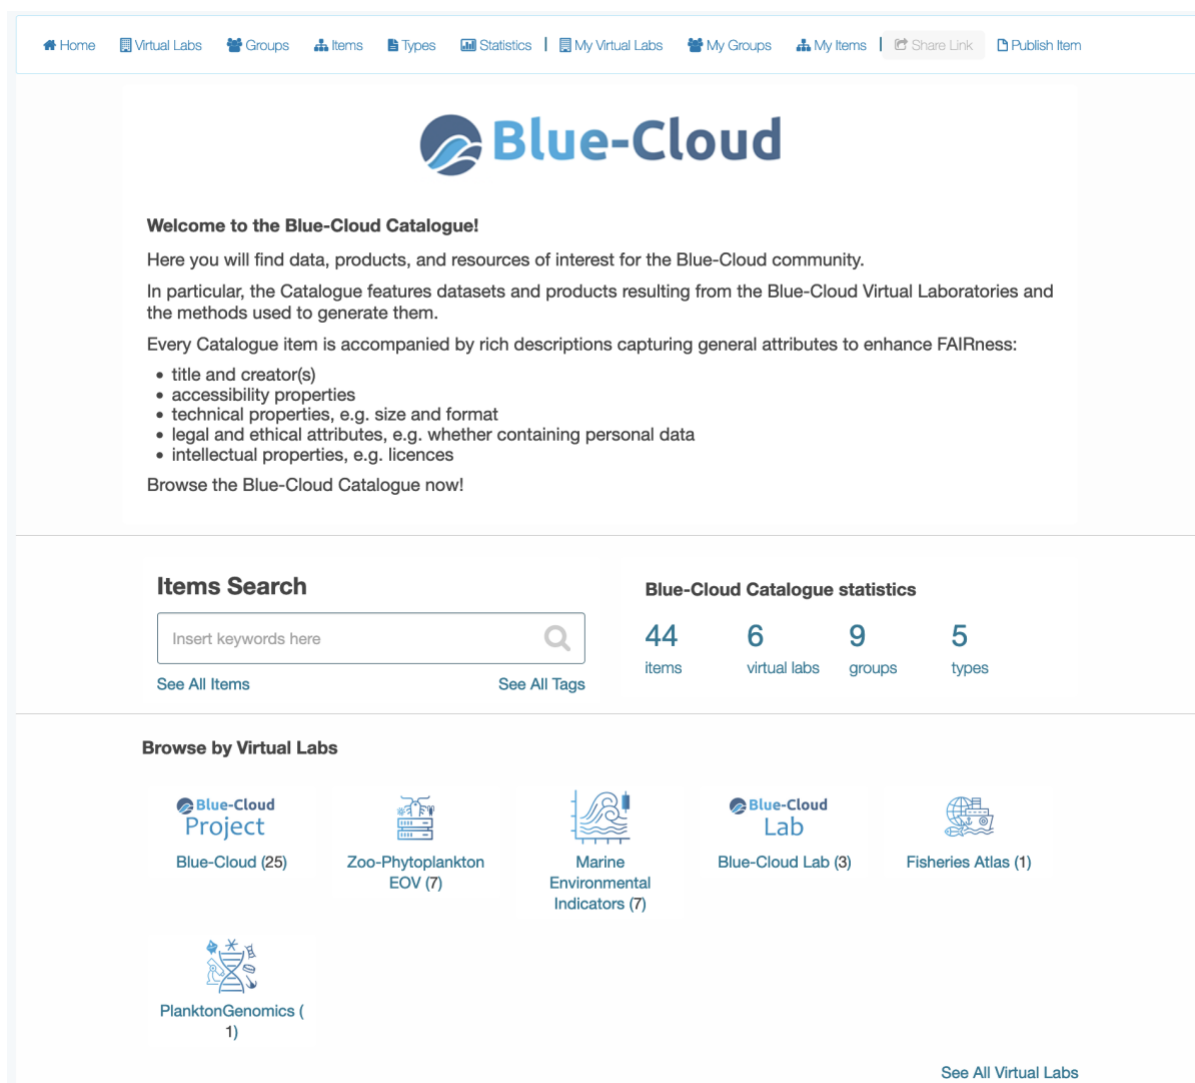 Home Virtual Labs Groups Items Types Statistics | My Virtual Labs My Groups My Items | Share Link Publish Item
Blue-Cloud
Welcome to the Blue-Cloud Catalogue!
Here you will find data, products, and resources of interest for the Blue-Cloud community.
In particular, the Catalogue features datasets and products resulting from the Blue-Cloud Virtual Laboratories and
the methods used to generate them.
Every Catalogue item is accompanied by rich descriptions capturing general attributes to enhance FAIRness:
• title and creator(s)
• accessibility properties
• technical properties, e.g. size and format
• legal and ethical attributes, e.g. whether containing personal data
• intellectual properties, e.g. licences
Browse the Blue-Cloud Catalogue now!
Items Search
Insert keywords here
See All Items See All Tags
Blue-Cloud Catalogue statistics
44 6 9 5
items virtual labs groups types
Browse by Virtual Labs
Blue-Cloud
Project
Blue-Cloud (25)
Zoo-Phytoplankton
EOV (7)
Marine
Environmental
Indicators (7)
Blue-Cloud
Lab
Blue-Cloud Lab (3)
Fisheries Atlas (1)
PlanktonGenomics (
1)
See All Virtual Labs